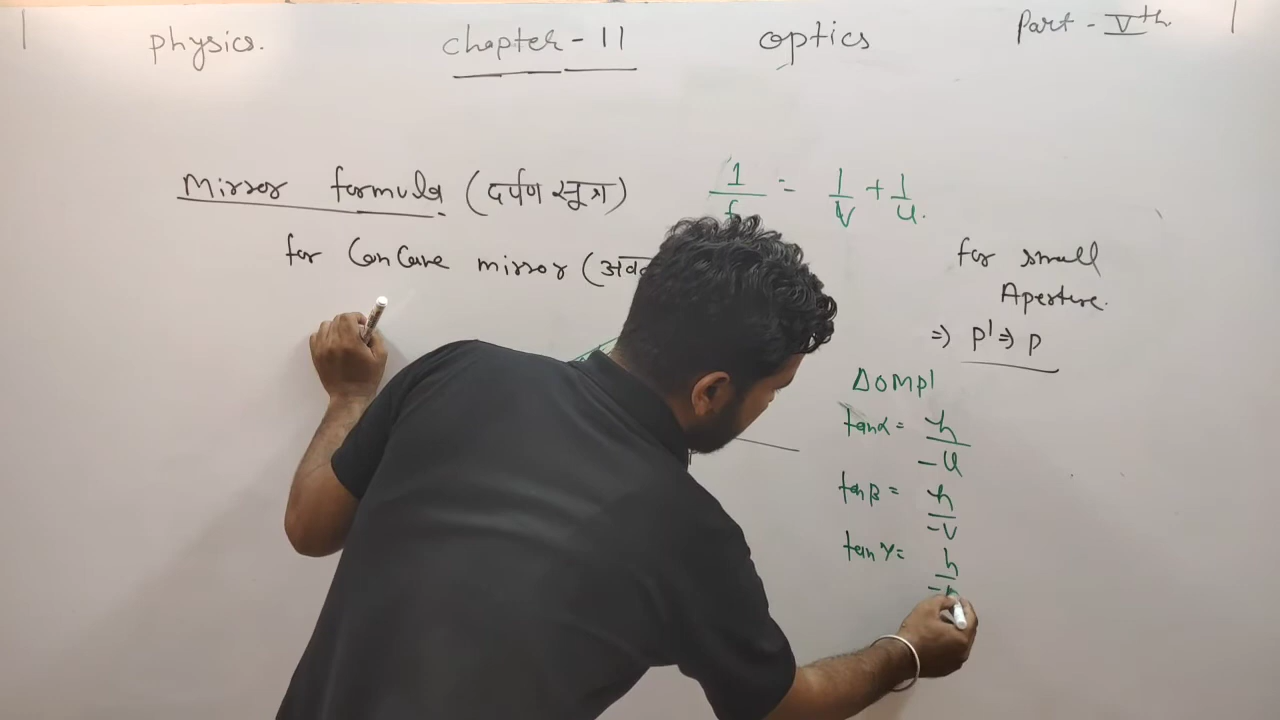 physics. chapter-11 optics Part-Vth.
Mirror formula (दर्पण सूत्र) 1/f = 1/v + 1/u.
for Concave mirror (अव
for small
Aperture.
=) P' => P
ΔOMP'
tanα = h/-u
tanβ = h/-v
tanγ = h/-